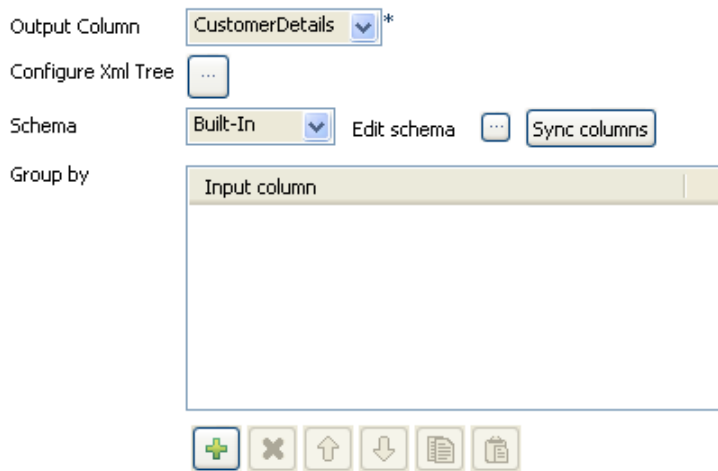 Output Column CustomerDetails *
Configure Xml Tree ...
Schema Built-In Edit schema ... Sync columns
Group by Input column